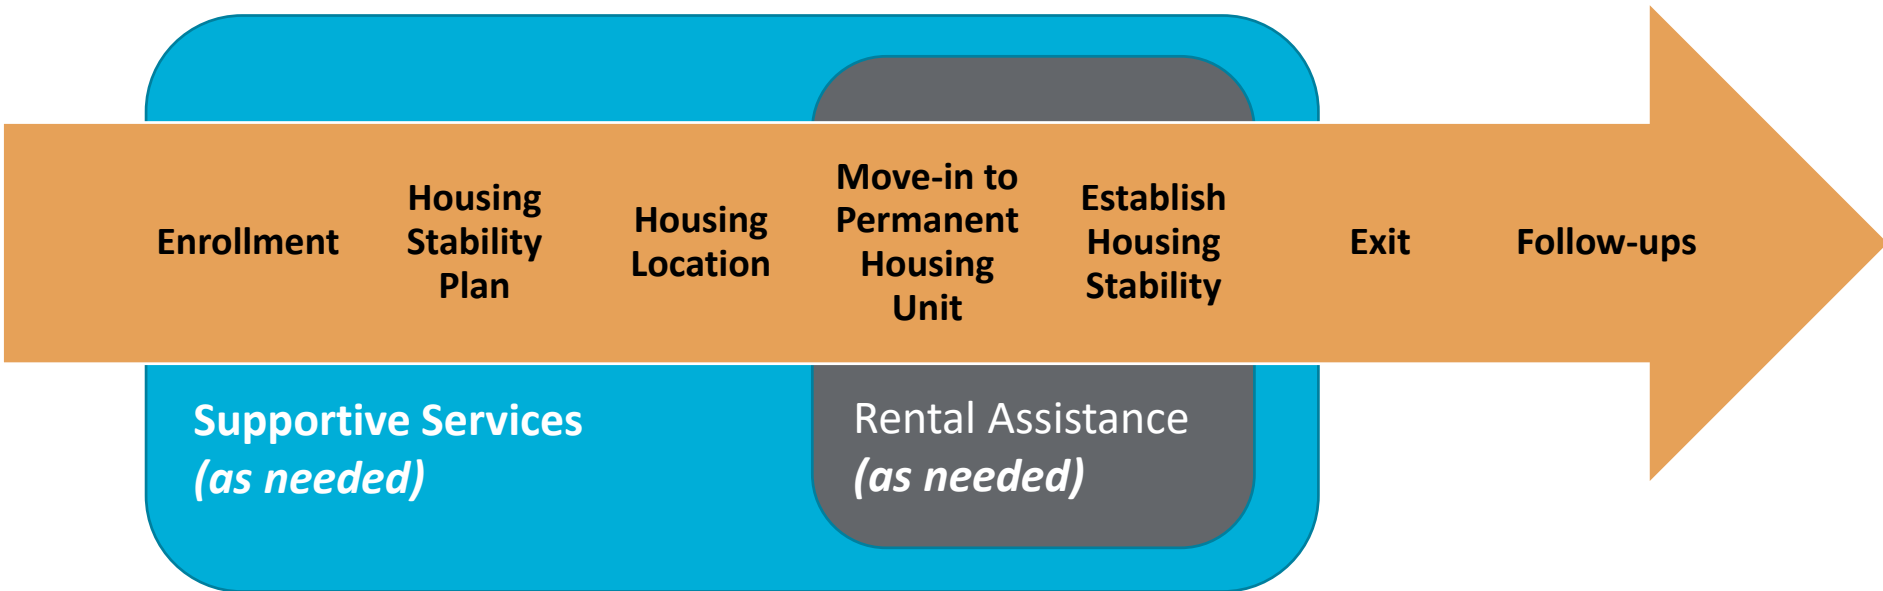 Enrollment
Housing
Stability
Plan
Housing
Location
Move-in to
Permanent
Housing
Unit
Establish
Housing
Stability
Exit
Follow-ups
Supportive Services
(as needed)
Rental Assistance
(as needed)